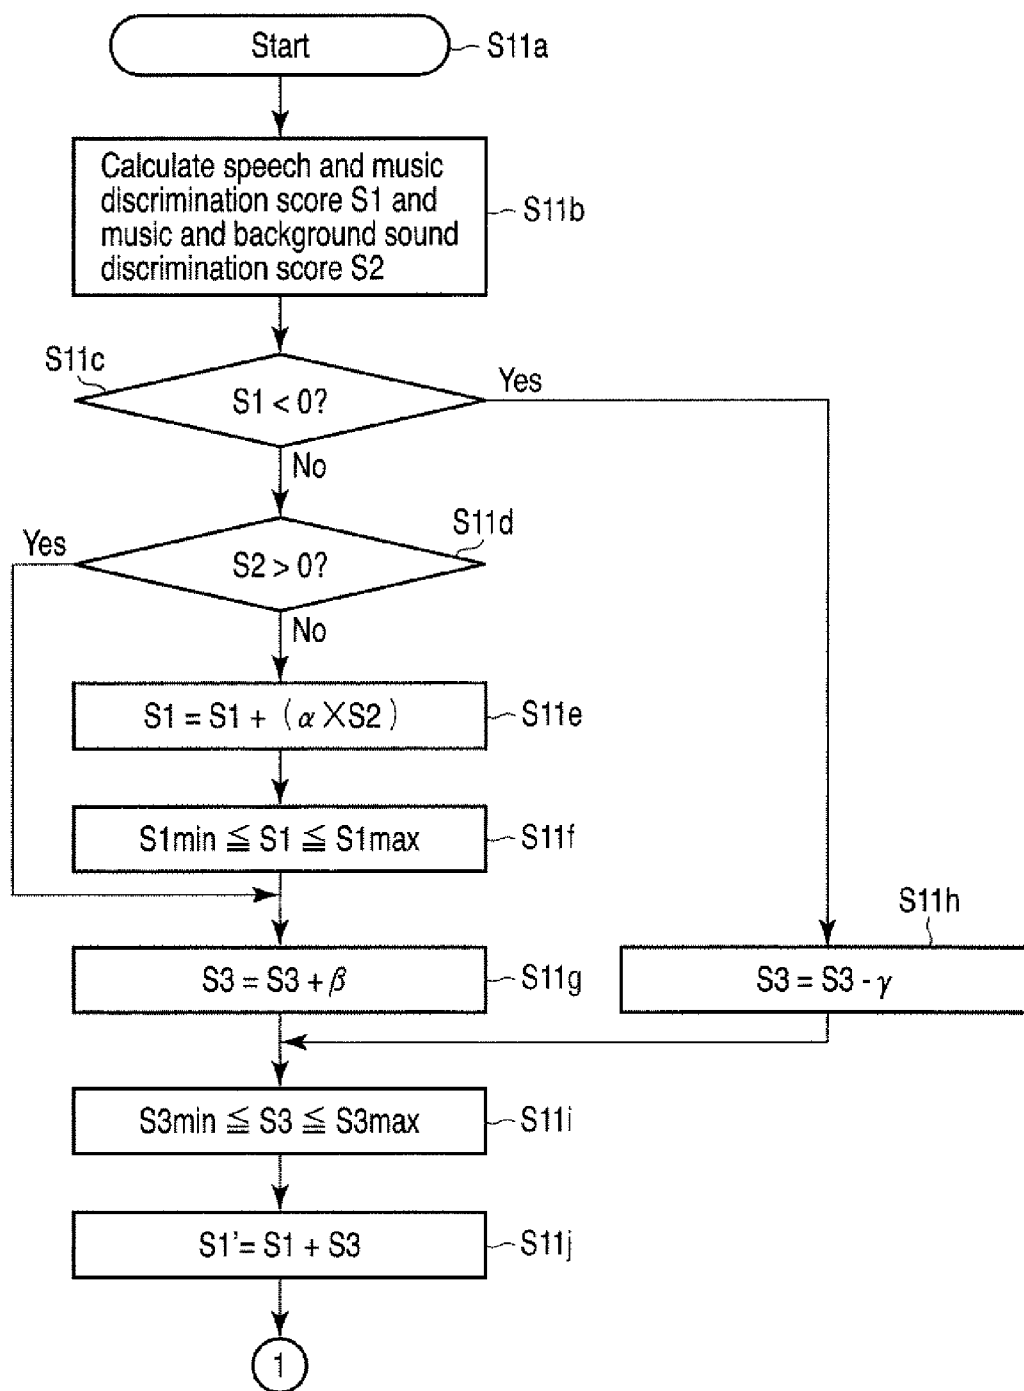 Start
S11a
Calculate speech and music
discrimination score S1 and
music and background sound
discrimination score S2
S11b
S11c
S1 < 0?
Yes
No
S11d
Yes
S2 > 0?
No
S1 = S1 + (α×S2)
S11e
S1min ≦ S1 ≦ S1max
S11f
S11h
S3 = S3 + β
S11g
S3 = S3 - γ
S3min ≦ S3 ≦ S3max
S11i
S1'= S1 + S3
S11j
1